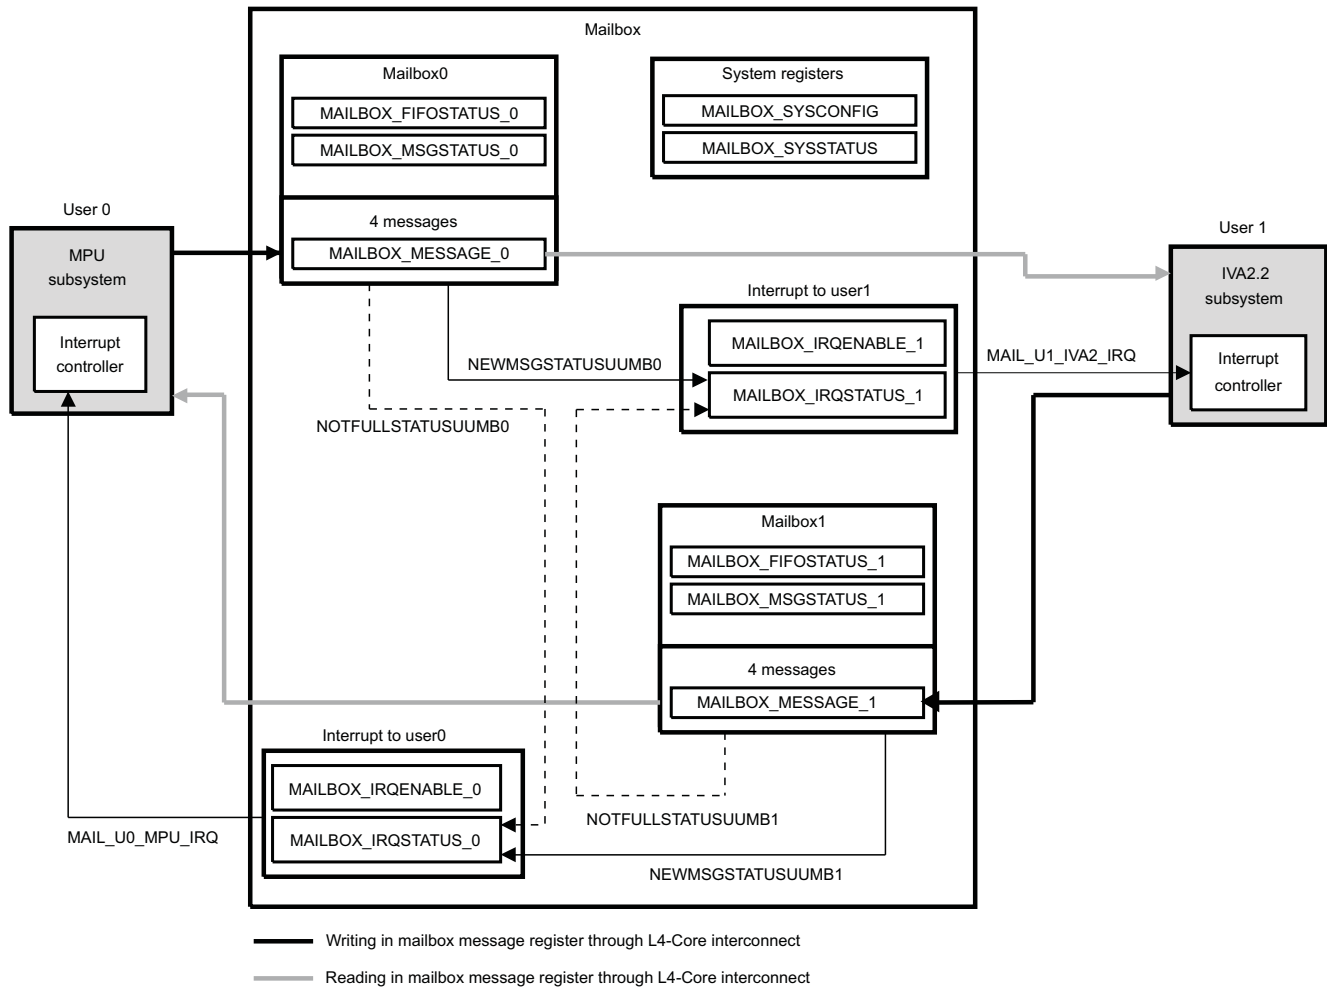 Mailbox
Mailbox0
MAILBOX_FIFOSTATUS_0
MAILBOX_MSGSTATUS_0
4 messages
MAILBOX_MESSAGE_0
System registers
MAILBOX_SYSCONFIG
MAILBOX_SYSSTATUS
User 0
MPU
subsystem
Interrupt
controller
User 1
IVA2.2
subsystem
Interrupt
controller
Interrupt to user1
MAILBOX_IRQENABLE_1
MAILBOX_IRQSTATUS_1
MAIL_U1_IVA2_IRQ
NEWMSGSTATUSUUMB0
NOTFULLSTATUSUUMB0
Mailbox1
MAILBOX_FIFOSTATUS_1
MAILBOX_MSGSTATUS_1
4 messages
MAILBOX_MESSAGE_1
Interrupt to user0
MAILBOX_IRQENABLE_0
MAILBOX_IRQSTATUS_0
MAIL_U0_MPU_IRQ
NOTFULLSTATUSUUMB1
NEWMSGSTATUSUUMB1
Writing in mailbox message register through L4-Core interconnect
Reading in mailbox message register through L4-Core interconnect